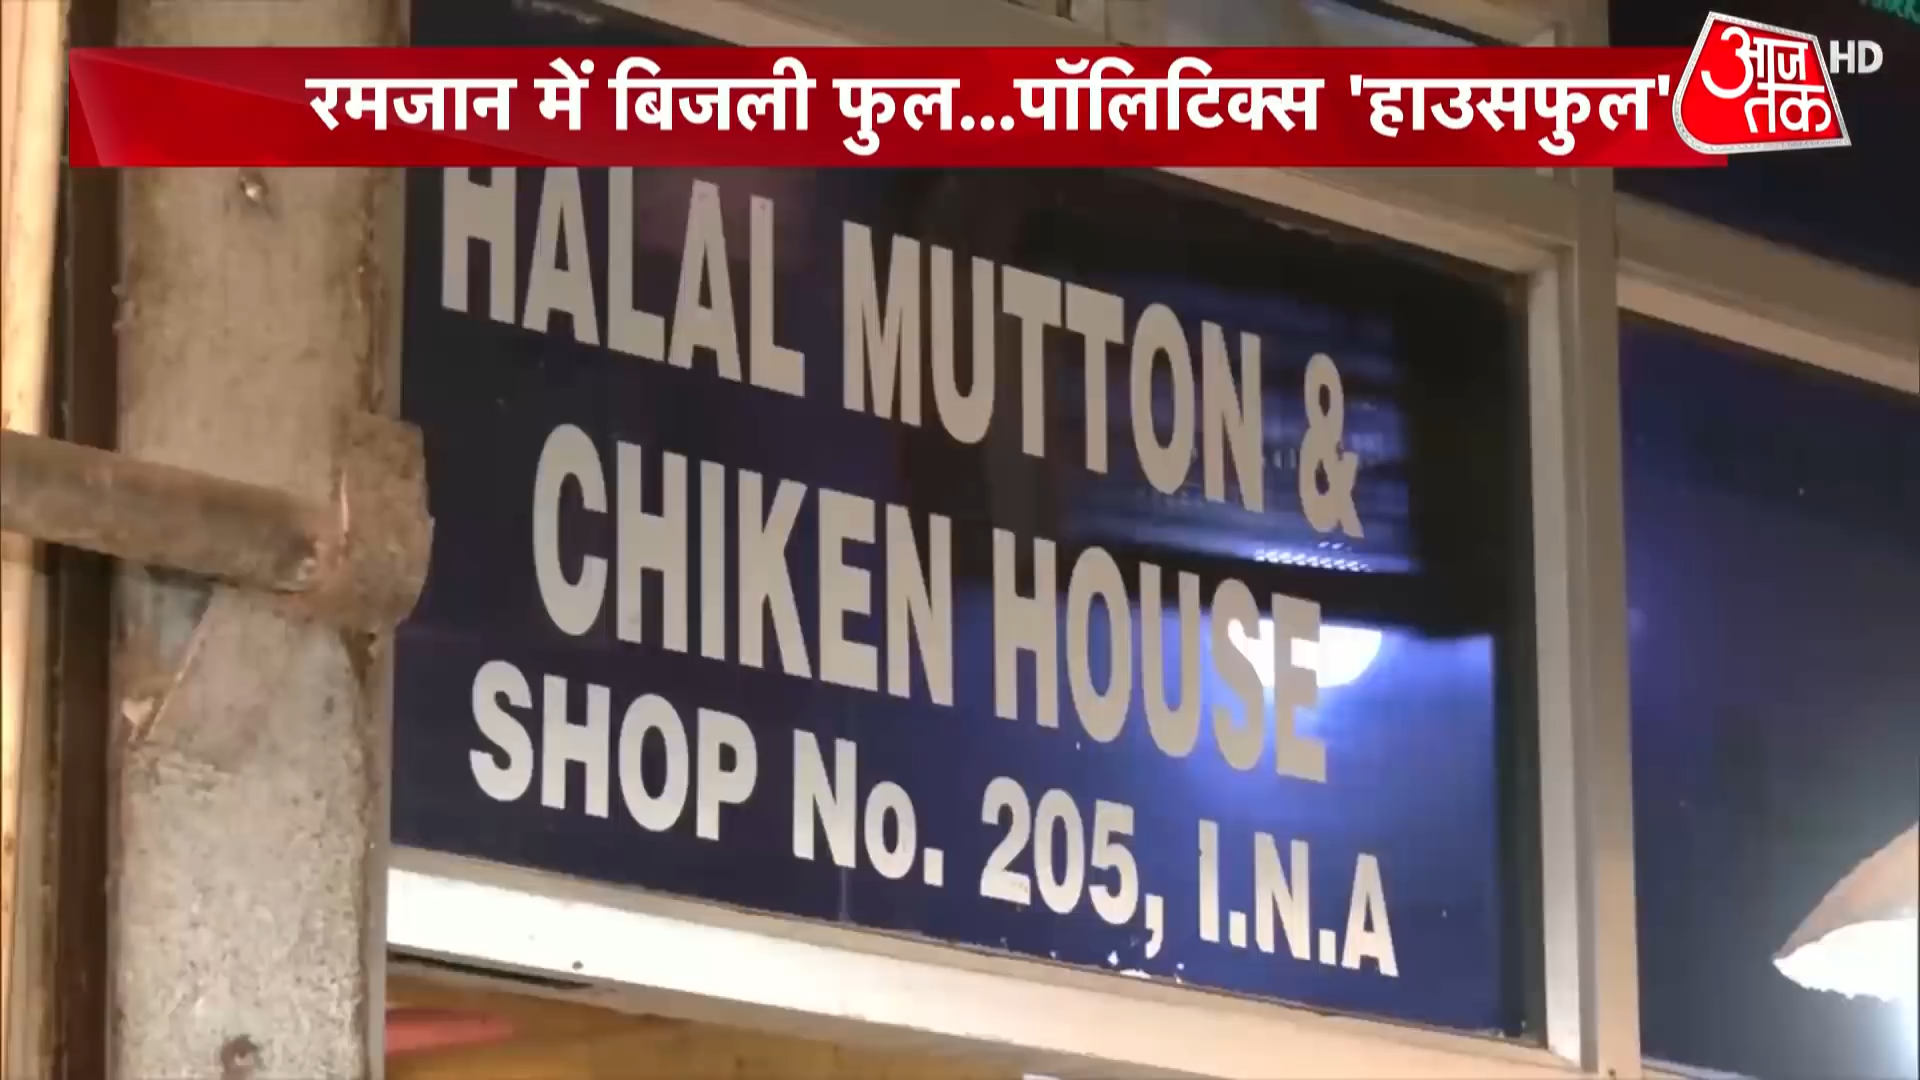 रमजान में बिजली फुल...पॉलिटिक्स 'हाउसफुल'
आज
तक
HD
HALAL MUTTON &
CHIKEN HOUSE
SHOP No. 205, I.N.A